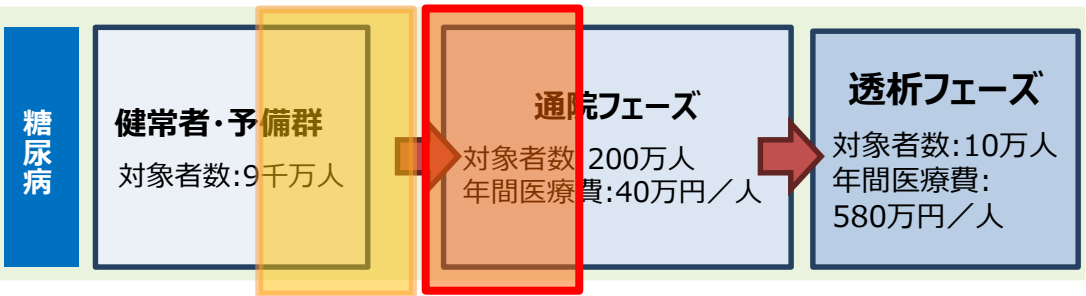 糖尿病
健常者・予備群
対象者数:9千万人
通院フェーズ
対象者数:200万人
年間医療費:40万円／人
透析フェーズ
対象者数:10万人
年間医療費:
580万円／人